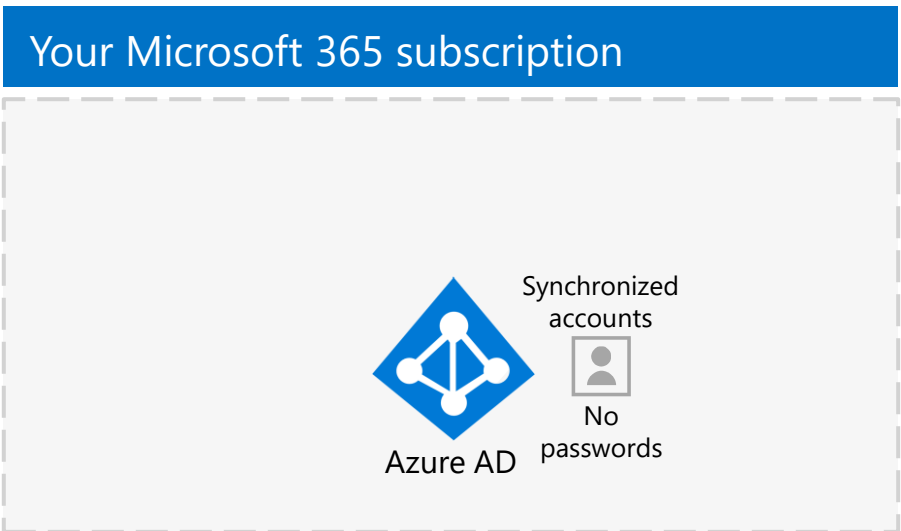 Your Microsoft 365 subscription
Synchronized
accounts
No
passwords
Azure AD